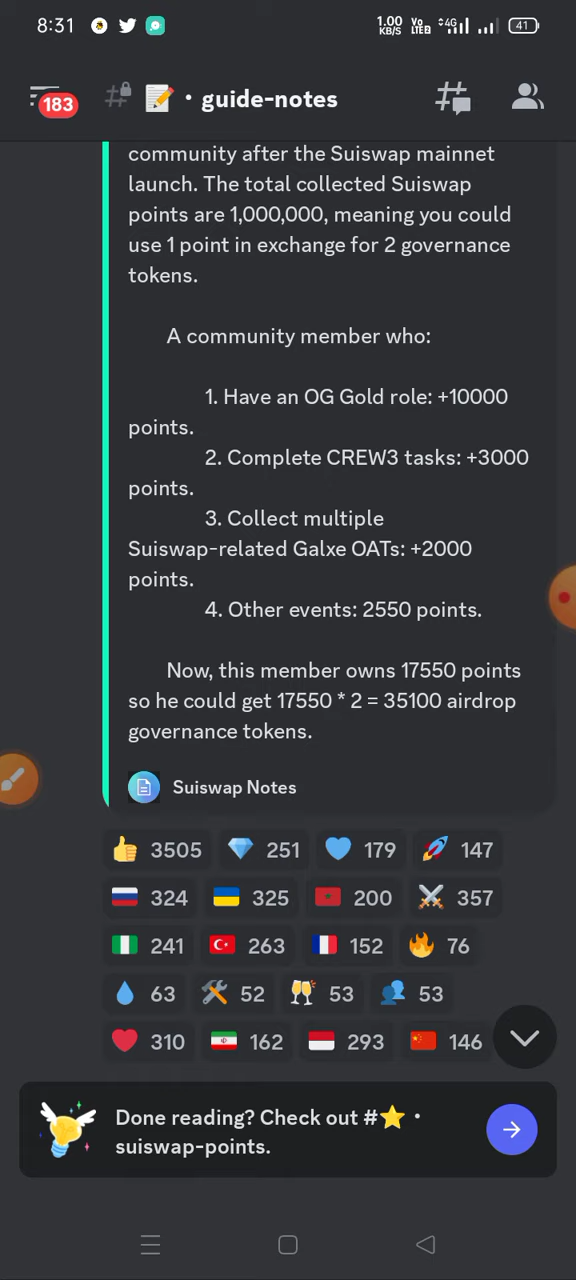 8:31
1.00 KB/S Vo LTE2 4G 41
183 # 📝 • guide-notes
community after the Suiswap mainnet
launch. The total collected Suiswap
points are 1,000,000, meaning you could
use 1 point in exchange for 2 governance
tokens.
A community member who:
1. Have an OG Gold role: +10000
points.
2. Complete CREW3 tasks: +3000
points.
3. Collect multiple
Suiswap-related Galxe OATs: +2000
points.
4. Other events: 2550 points.
Now, this member owns 17550 points
so he could get 17550 * 2 = 35100 airdrop
governance tokens.
Suiswap Notes
👍 3505 💎 251 💙 179 🚀 147
🇷🇺 324 🇺🇦 325 🇲🇦 200 ⚔️ 357
🇳🇬 241 🇹🇷 263 🇫🇷 152 🔥 76
💧 63 🛠️ 52 🥂 53 👥 53
❤️ 310 🇮🇷 162 🇮🇩 293 🇨🇳 146
Done reading? Check out #⭐ •
suiswap-points.